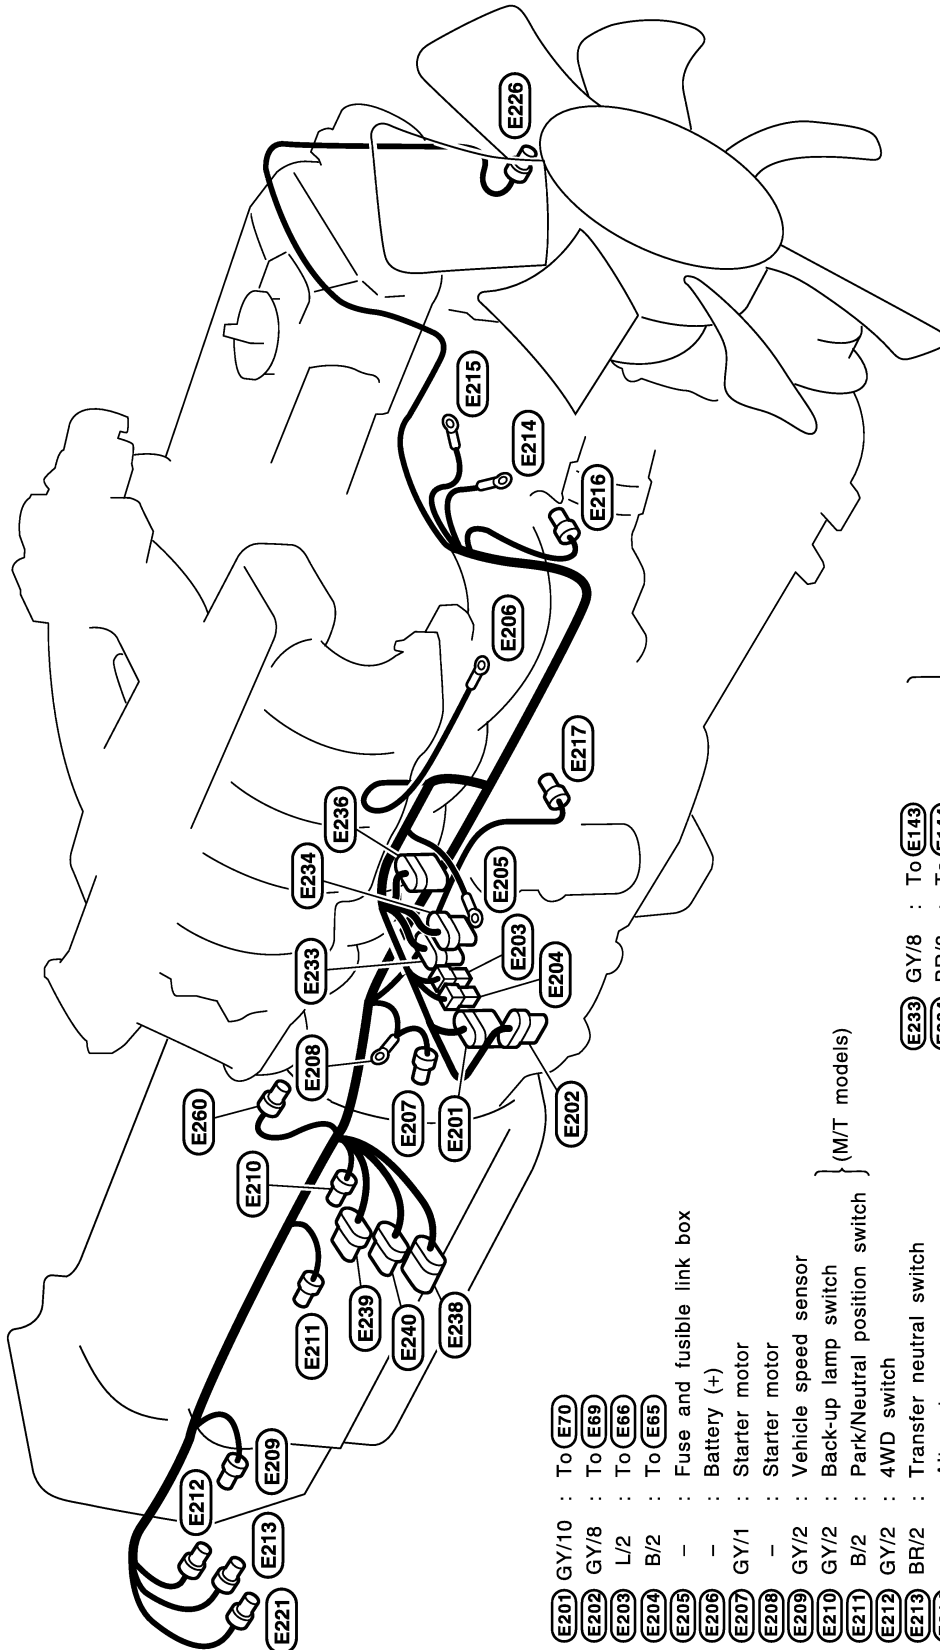 E226
E215
E214
E216
E206
E217
E236
E234
E205
E203
E204
E233
E208
E207
E201
E202
E260
E210
E211
E239
E240
E238
E209
E212
E213
E221
E201 GY/10 : To E70
E202 GY/8 : To E69
E203 L/2 : To E66
E204 B/2 : To E65
E205 – : Fuse and fusible link box
E206 – : Battery (+)
E207 GY/1 : Starter motor
E208 – : Starter motor
E209 GY/2 : Vehicle speed sensor
E210 GY/2 : Back-up lamp switch
E211 B/2 : Park/Neutral position switch
(M/T models)
E212 GY/2 : 4WD switch
E213 BR/2 : Transfer neutral switch
E233 GY/8 : To E143